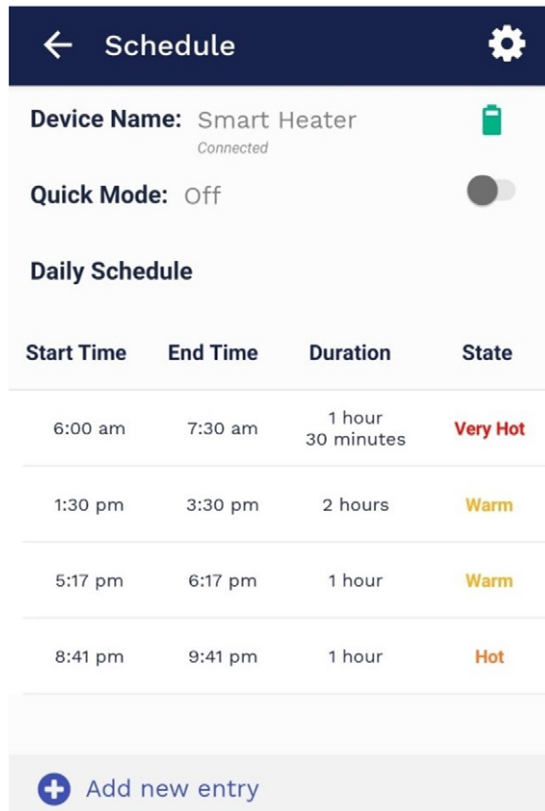 Schedule
Device Name: Smart Heater
Connected
Quick Mode: Off
Daily Schedule
Start Time End Time Duration State
6:00 am 7:30 am 1 hour 30 minutes Very Hot
1:30 pm 3:30 pm 2 hours Warm
5:17 pm 6:17 pm 1 hour Warm
8:41 pm 9:41 pm 1 hour Hot
Add new entry